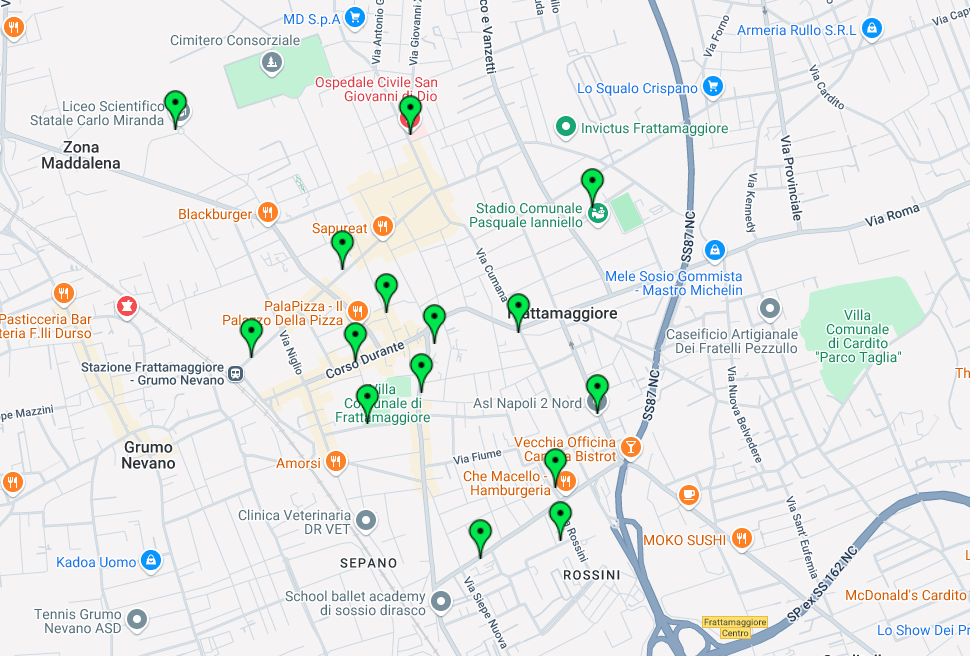 MD S.p.A
Via Antonio G
Via Giovanni X
co e Vanzetti
Via Forno
Armeria Rullo S.R.L
Via Cap
Cimitero Consorziale
Ospedale Civile San
Giovanni di Dio
Lo Squalo Crispano
Via Cardito
Liceo Scientifico
Statale Carlo Miranda
Invictus Frattamaggiore
Zona
Maddalena
Via Provinciale
Via Kennedy
Blackburger
Sapureat
Stadio Comunale
Pasquale Ianniello
Via Roma
SS87 NC
Via Cumana
Mele Sosio Gommista
- Mastro Michelin
Pasticceria Bar
teria F.lli Durso
PalaPizza - Il
Palazzo Della Pizza
Frattamaggiore
Villa
Comunale
di Cardito
"Parco Taglia"
Caseificio Artigianale
Dei Fratelli Pezzullo
Via Niglio
Corso Durante
Stazione Frattamaggiore
- Grumo Nevano
Th
Villa
Comunale di
Frattamaggiore
Asl Napoli 2 Nord
SS87 NC
Via Nuova Belvedere
pe Mazzini
Grumo
Nevano
Vecchia Officina
Bistrot
Via Fiume
Amorsi
Che Macello -
Hamburgeria
Clinica Veterinaria
DR VET
Via Sant' Eufemia
Rossini
MOKO SUSHI
Kadoa Uomo
SEPANO
ROSSINI
SP ex SS 162 NC
School ballet academy
di sossio dirasco
Via Siepe Nuova
McDonald's Cardito
Tennis Grumo
Nevano ASD
Frattamaggiore
Centro
Lo Show Dei Pr